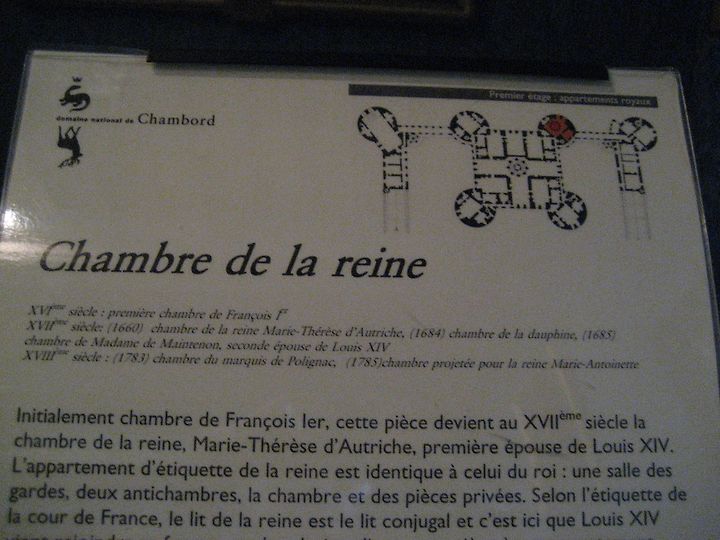 Premier étage : appartements royaux
domaine national de Chambord
Chambre de la reine
XVIème siècle : première chambre de François Ier
XVIIème siècle: (1660) chambre de la reine Marie-Thérèse d'Autriche, (1684) chambre de la dauphine, (1685)
chambre de Madame de Maintenon, seconde épouse de Louis XIV
XVIIIème siècle : (1783) chambre du marquis de Polignac, (1785)chambre projetée pour la reine Marie-Antoinette
Initialement chambre de François Ier, cette pièce devient au XVIIème siècle la
chambre de la reine, Marie-Thérèse d'Autriche, première épouse de Louis XIV.
L'appartement d'étiquette de la reine est identique à celui du roi : une salle des
gardes, deux antichambres, la chambre et des pièces privées. Selon l'étiquette de
la cour de France, le lit de la reine est le lit conjugal et c'est ici que Louis XIV